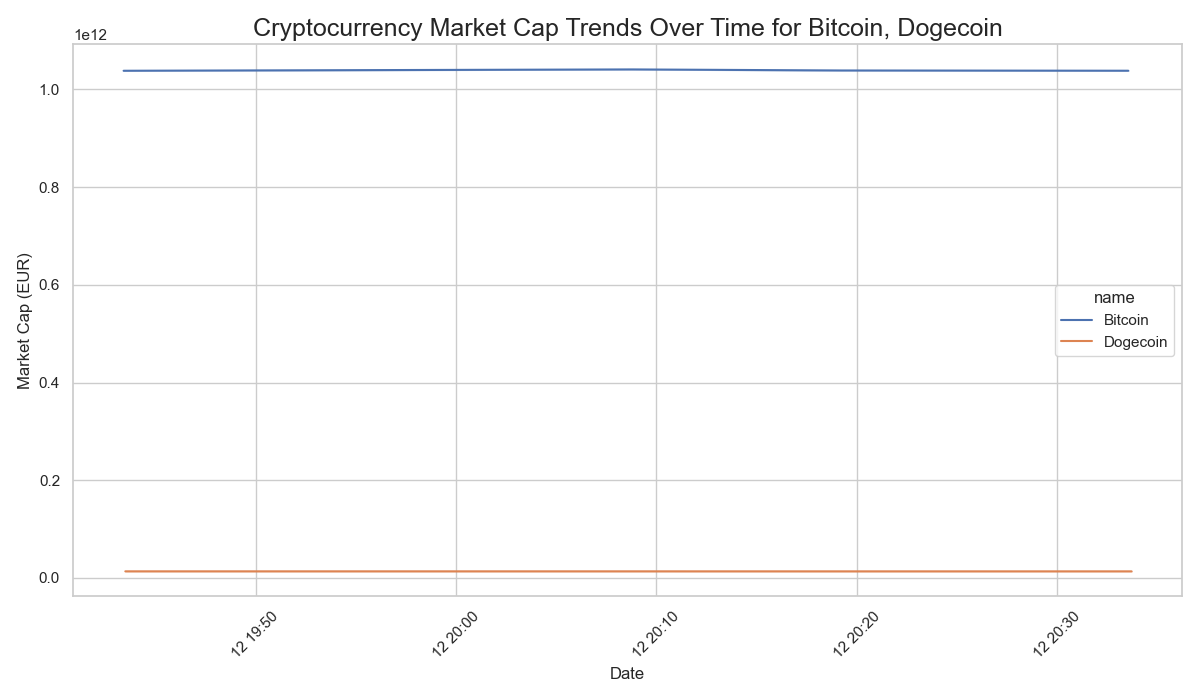 Cryptocurrency Market Cap Trends Over Time for Bitcoin, Dogecoin
1e12
1.0
0.8
0.6
0.4
0.2
0.0
Market Cap (EUR)
name
Bitcoin
Dogecoin
12 19:50
12 20:00
12 20:10
12 20:20
12 20:30
Date